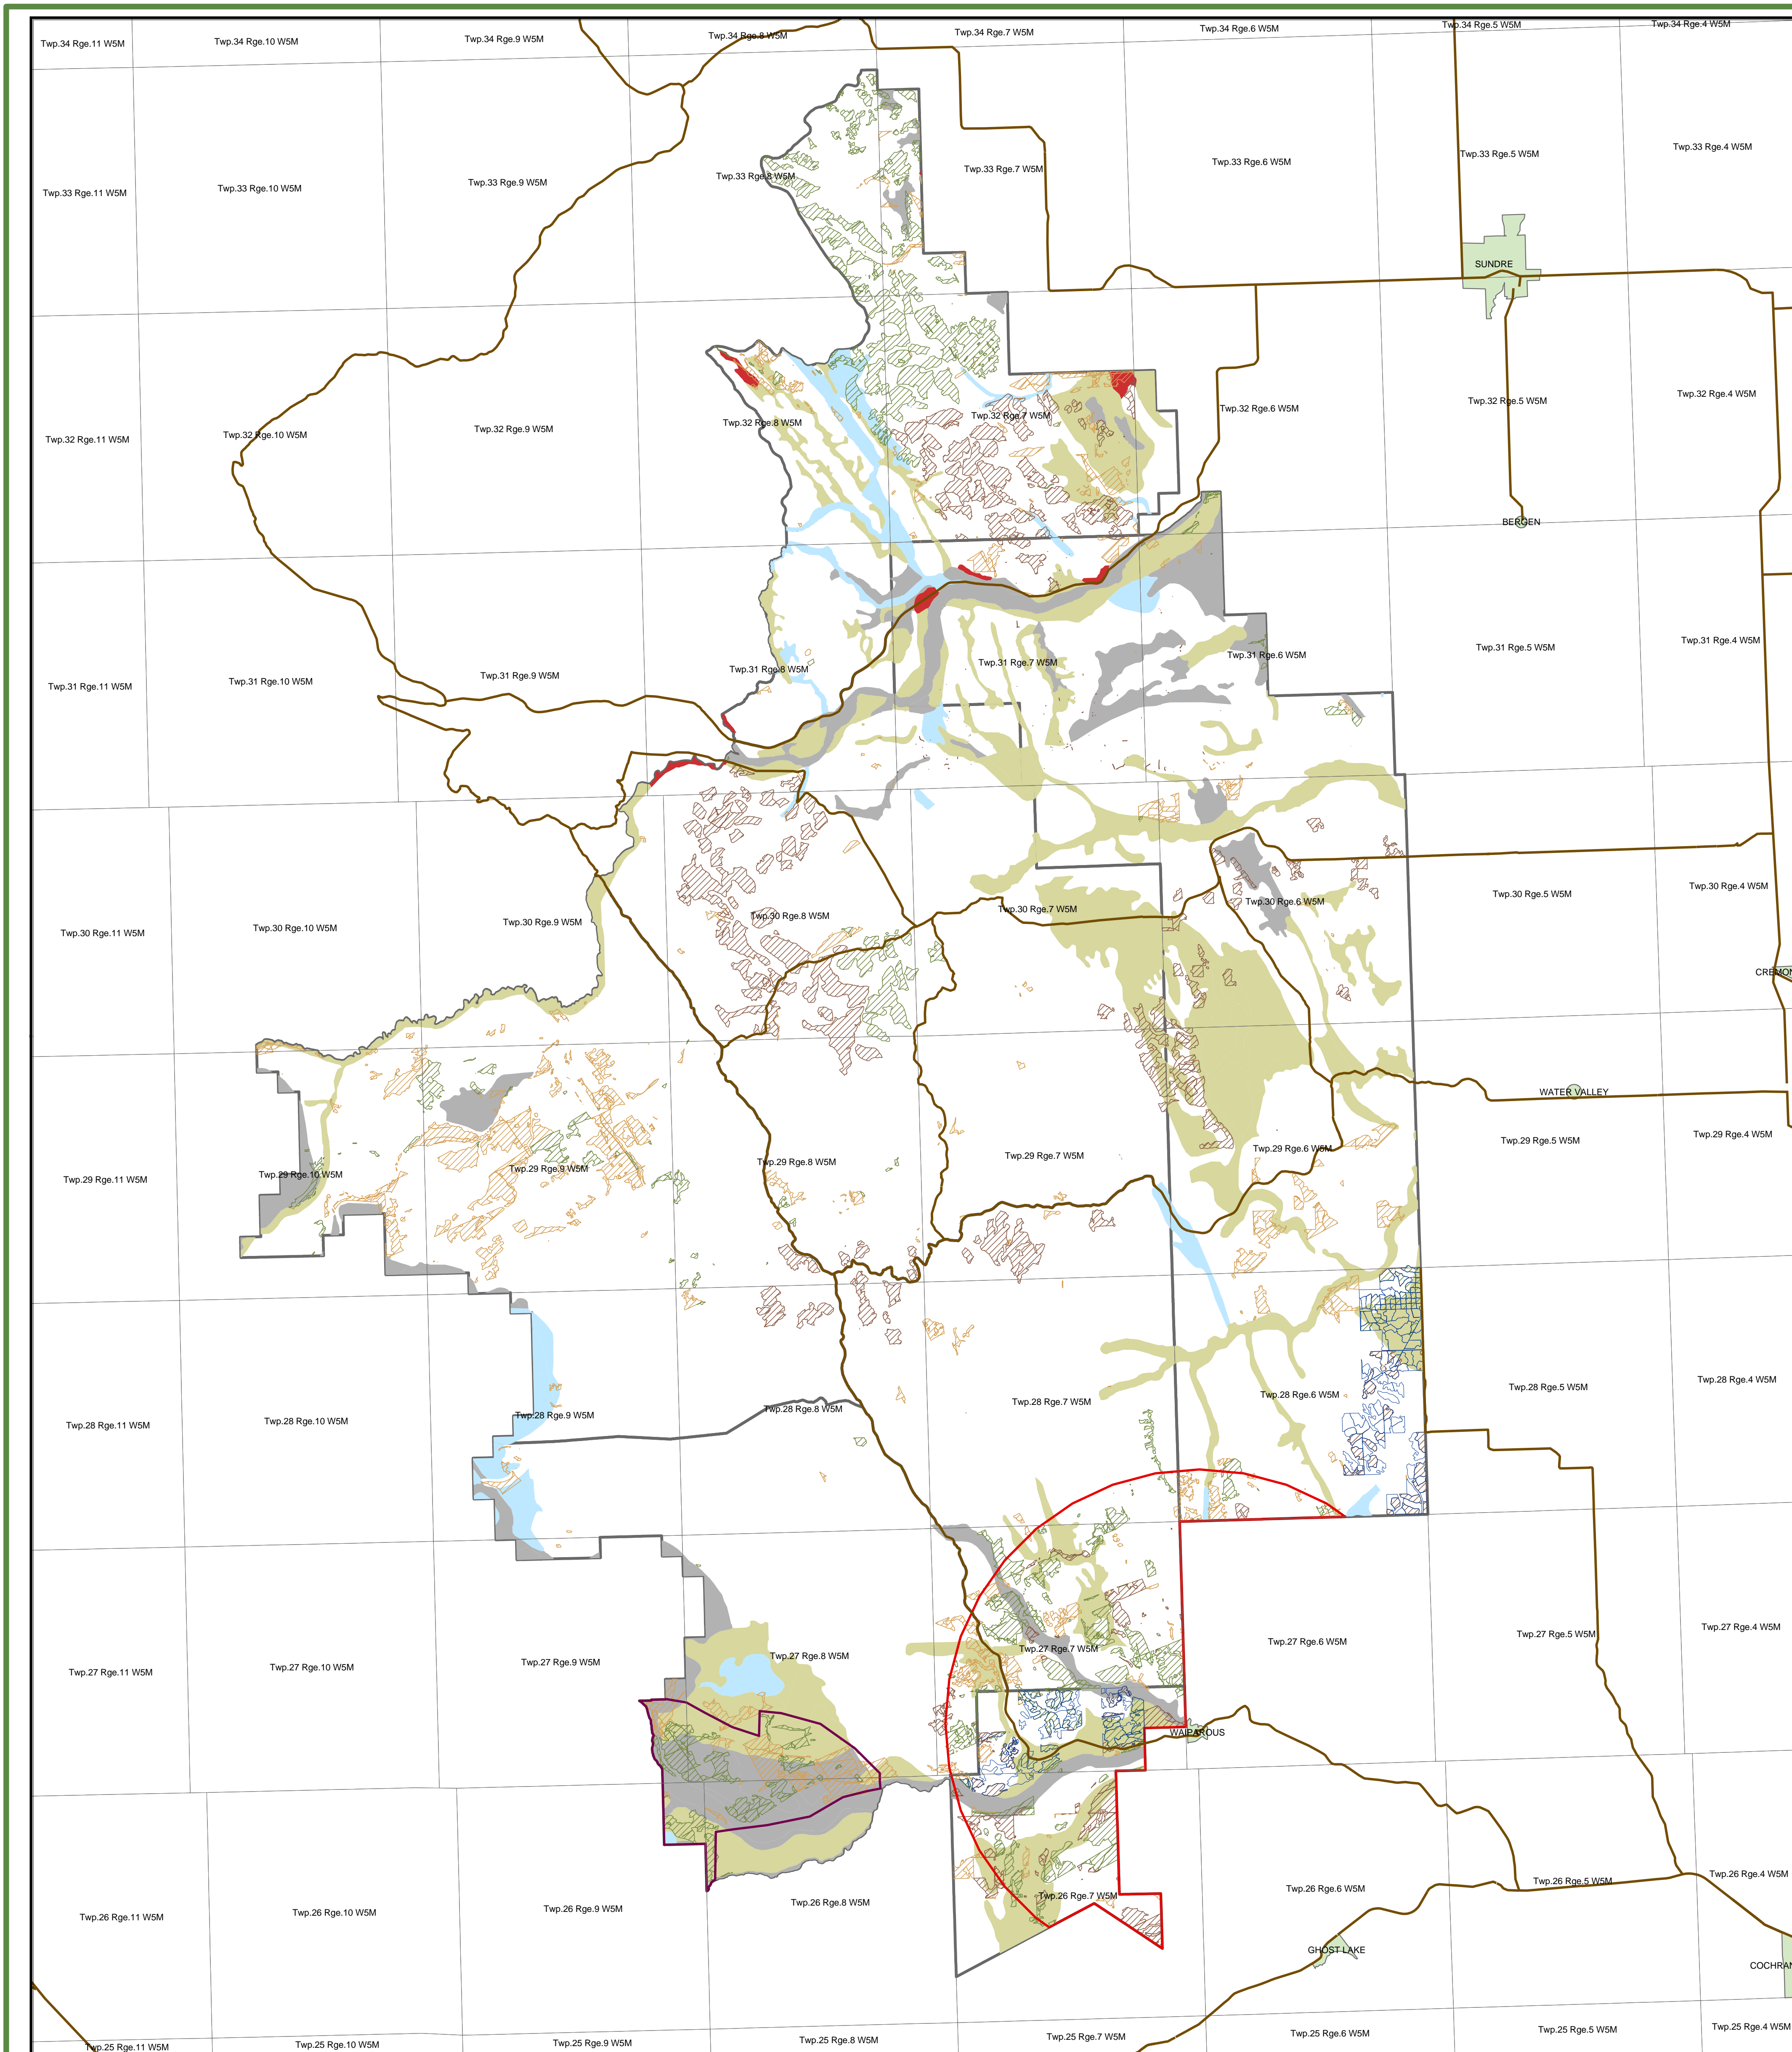 Twp.34 Rge.11 W5M
Twp.34 Rge.10 W5M
Twp.34 Rge.9 W5M
Twp.34 Rge.8 W5M
Twp.34 Rge.7 W5M
Twp.34 Rge.6 W5M
Twp.34 Rge.5 W5M
Twp.34 Rge.4 W5M
Twp.33 Rge.11 W5M
Twp.33 Rge.10 W5M
Twp.33 Rge.9 W5M
Twp.33 Rge.8 W5M
Twp.33 Rge.7 W5M
Twp.33 Rge.6 W5M
Twp.33 Rge.5 W5M
Twp.33 Rge.4 W5M
SUNDRE
Twp.32 Rge.11 W5M
Twp.32 Rge.10 W5M
Twp.32 Rge.9 W5M
Twp.32 Rge.8 W5M
Twp.32 Rge.7 W5M
Twp.32 Rge.6 W5M
Twp.32 Rge.5 W5M
Twp.32 Rge.4 W5M
BERGEN
Twp.31 Rge.11 W5M
Twp.31 Rge.10 W5M
Twp.31 Rge.9 W5M
Twp.31 Rge.8 W5M
Twp.31 Rge.7 W5M
Twp.31 Rge.6 W5M
Twp.31 Rge.5 W5M
Twp.31 Rge.4 W5M
Twp.30 Rge.11 W5M
Twp.30 Rge.10 W5M
Twp.30 Rge.9 W5M
Twp.30 Rge.8 W5M
Twp.30 Rge.7 W5M
Twp.30 Rge.6 W5M
Twp.30 Rge.5 W5M
Twp.30 Rge.4 W5M
CREMON
WATER VALLEY
Twp.29 Rge.11 W5M
Twp.29 Rge.10 W5M
Twp.29 Rge.9 W5M
Twp.29 Rge.8 W5M
Twp.29 Rge.7 W5M
Twp.29 Rge.6 W5M
Twp.29 Rge.5 W5M
Twp.29 Rge.4 W5M
Twp.28 Rge.11 W5M
Twp.28 Rge.10 W5M
Twp.28 Rge.9 W5M
Twp.28 Rge.8 W5M
Twp.28 Rge.7 W5M
Twp.28 Rge.6 W5M
Twp.28 Rge.5 W5M
Twp.28 Rge.4 W5M
Twp.27 Rge.11 W5M
Twp.27 Rge.10 W5M
Twp.27 Rge.9 W5M
Twp.27 Rge.8 W5M
Twp.27 Rge.7 W5M
Twp.27 Rge.6 W5M
Twp.27 Rge.5 W5M
Twp.27 Rge.4 W5M
WAIPAROUS
Twp.26 Rge.11 W5M
Twp.26 Rge.10 W5M
Twp.26 Rge.9 W5M
Twp.26 Rge.8 W5M
Twp.26 Rge.7 W5M
Twp.26 Rge.6 W5M
Twp.26 Rge.5 W5M
Twp.26 Rge.4 W5M
GHOST LAKE
COCHRAN
Twp.25 Rge.11 W5M
Twp.25 Rge.10 W5M
Twp.25 Rge.9 W5M
Twp.25 Rge.8 W5M
Twp.25 Rge.7 W5M
Twp.25 Rge.6 W5M
Twp.25 Rge.5 W5M
Twp.25 Rge.4 W5M